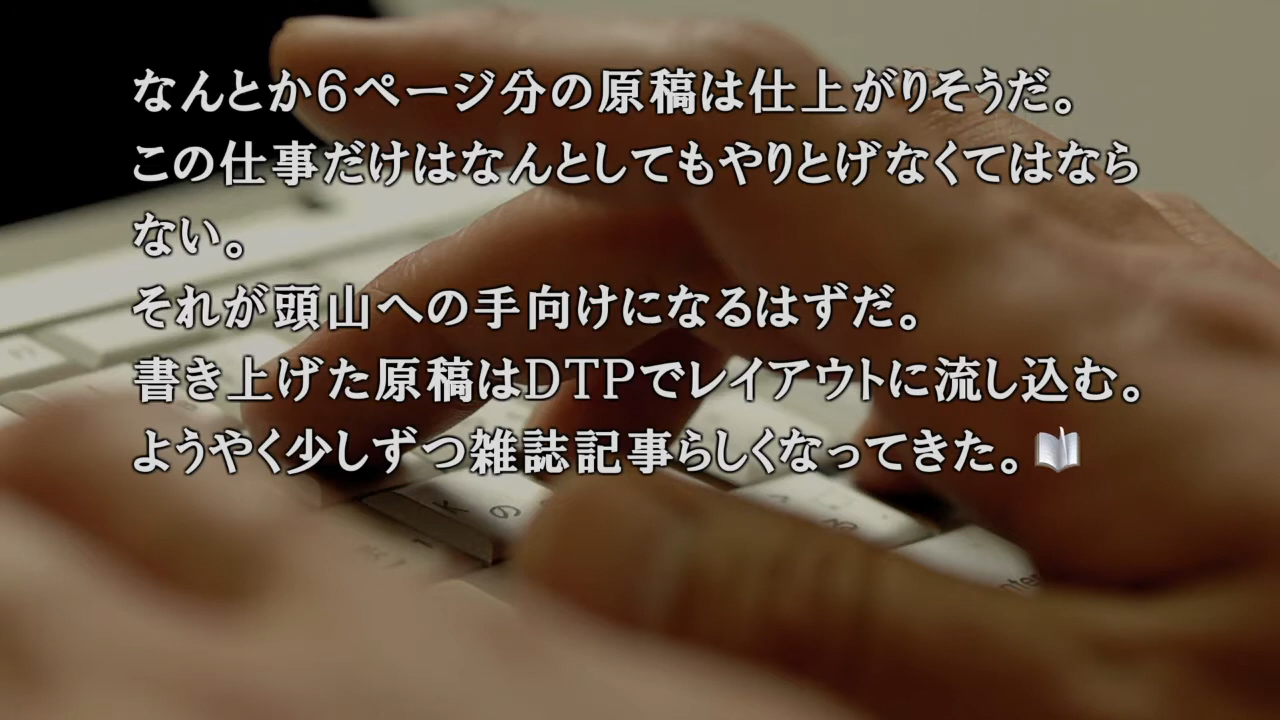 なんとか6ページ分の原稿は仕上がりそうだ。
この仕事だけはなんとしてもやりとげなくてはなら
ない。
それが頭山への手向けになるはずだ。
書き上げた原稿はDTPでレイアウトに流し込む。
ようやく少しずつ雑誌記事らしくなってきた。
K の